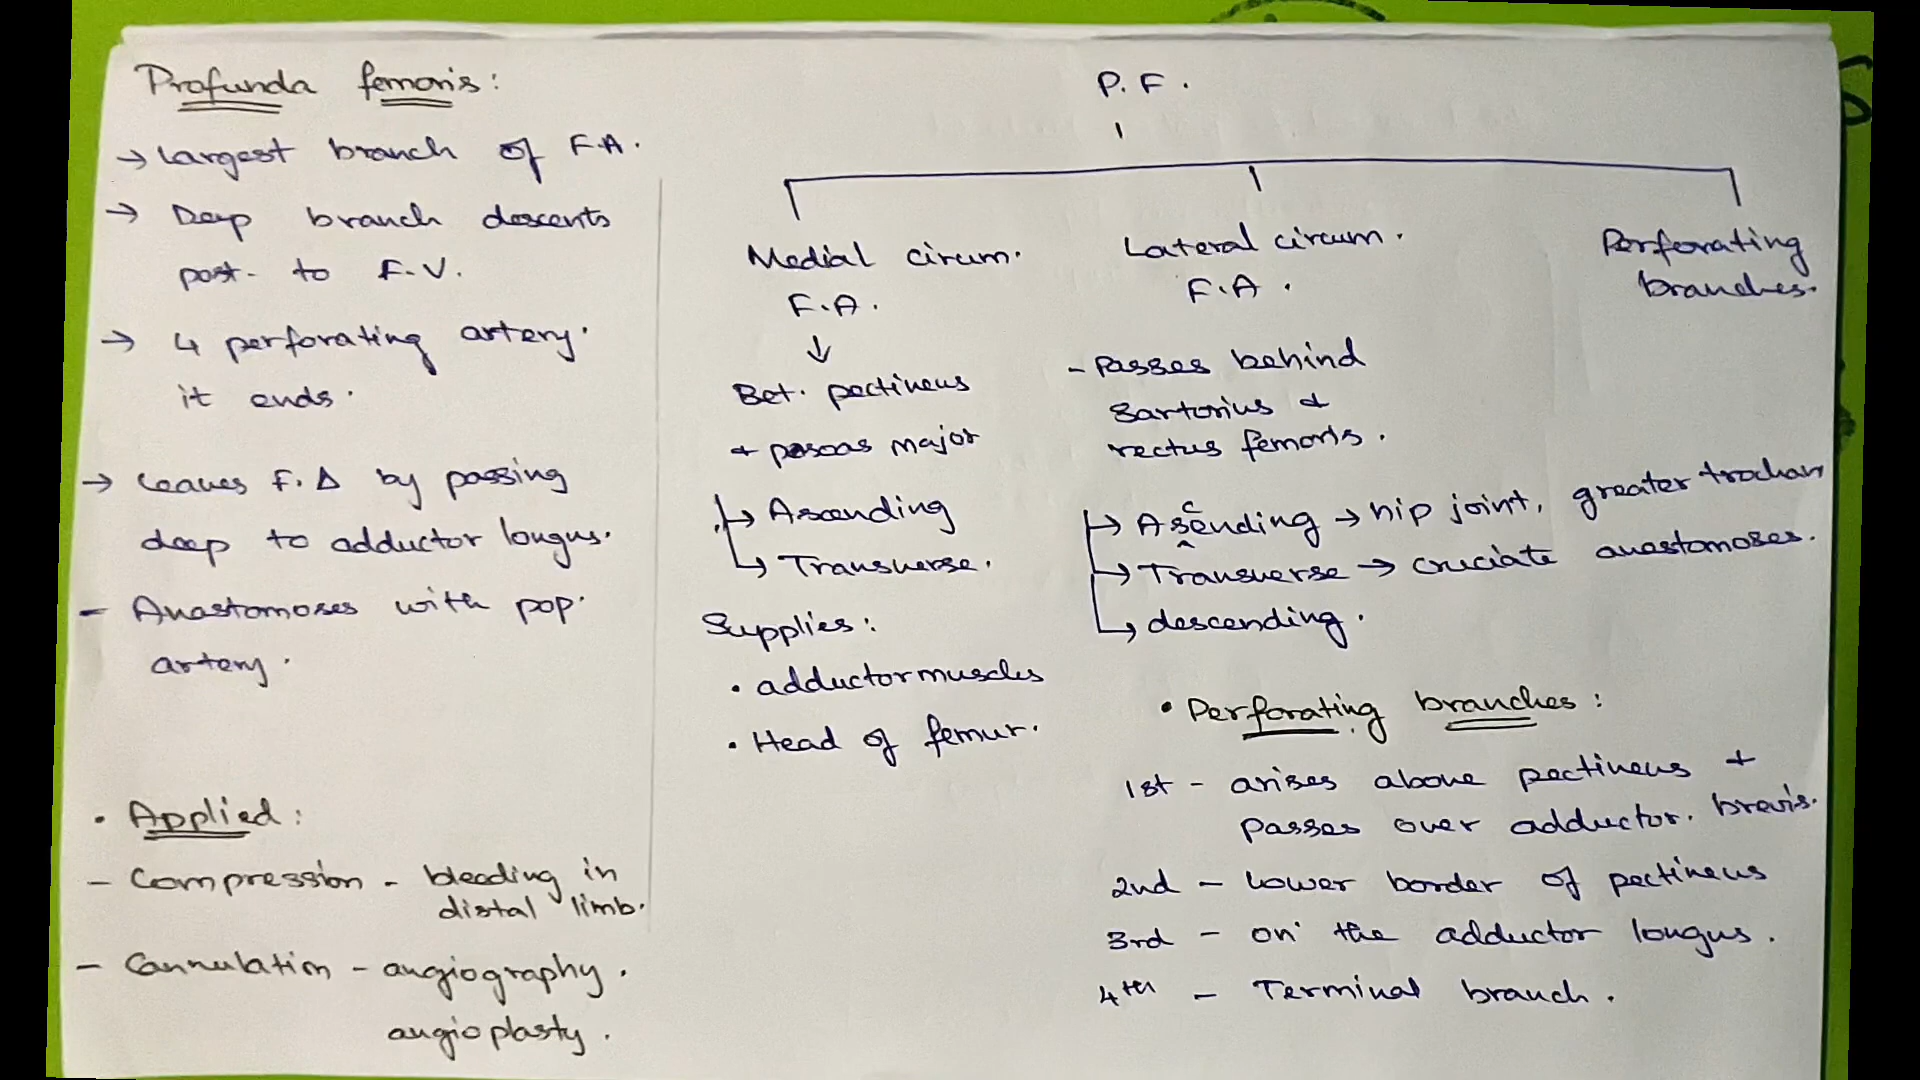 Profunda femoris:
→ Largest branch of F.A.
→ Deep branch descents
post- to F.V.
→ 4 perforating artery.
it ends.
→ Leaves F.Δ by passing
deep to adductor longus.
- Anastomoses with pop.
artery.
• Applied:
- Compression - bleeding in
distal limb.
- Cannulation - angiography.
angioplasty.
P. F.
Medial cirum.
F.A.
↓
Bet. pectineus
+ psoas major
→ Ascending
→ Transverse.
Supplies:
• adductor muscles
• Head of femur.
Lateral circum.
F.A.
- Passes behind
Sartorius &
rectus femoris.
→ Ascending → hip joint, greater trochan
→ Transverse → cruciate anastomoses.
→ descending.
Perforating
branches.
• Perforating branches:
1st - arises above pectineus +
passes over adductor. brevis.
2nd - Lower border of pectineus
3rd - on the adductor longus.
4th - Terminal branch.